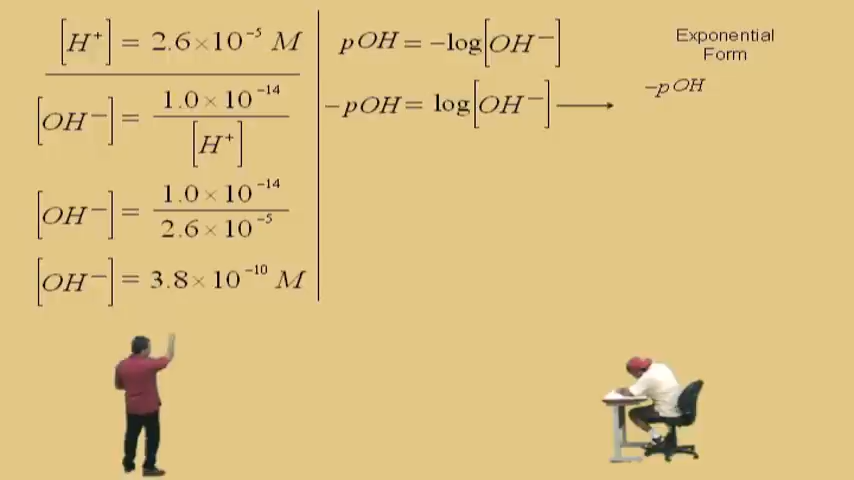 [H⁺] = 2.6×10⁻⁵ M
[OH⁻] = 1.0×10⁻¹⁴ / [H⁺]
[OH⁻] = 1.0×10⁻¹⁴ / 2.6×10⁻⁵
[OH⁻] = 3.8×10⁻¹⁰ M
pOH = −log[OH⁻]
−pOH = log[OH⁻] →
Exponential
Form
−pOH